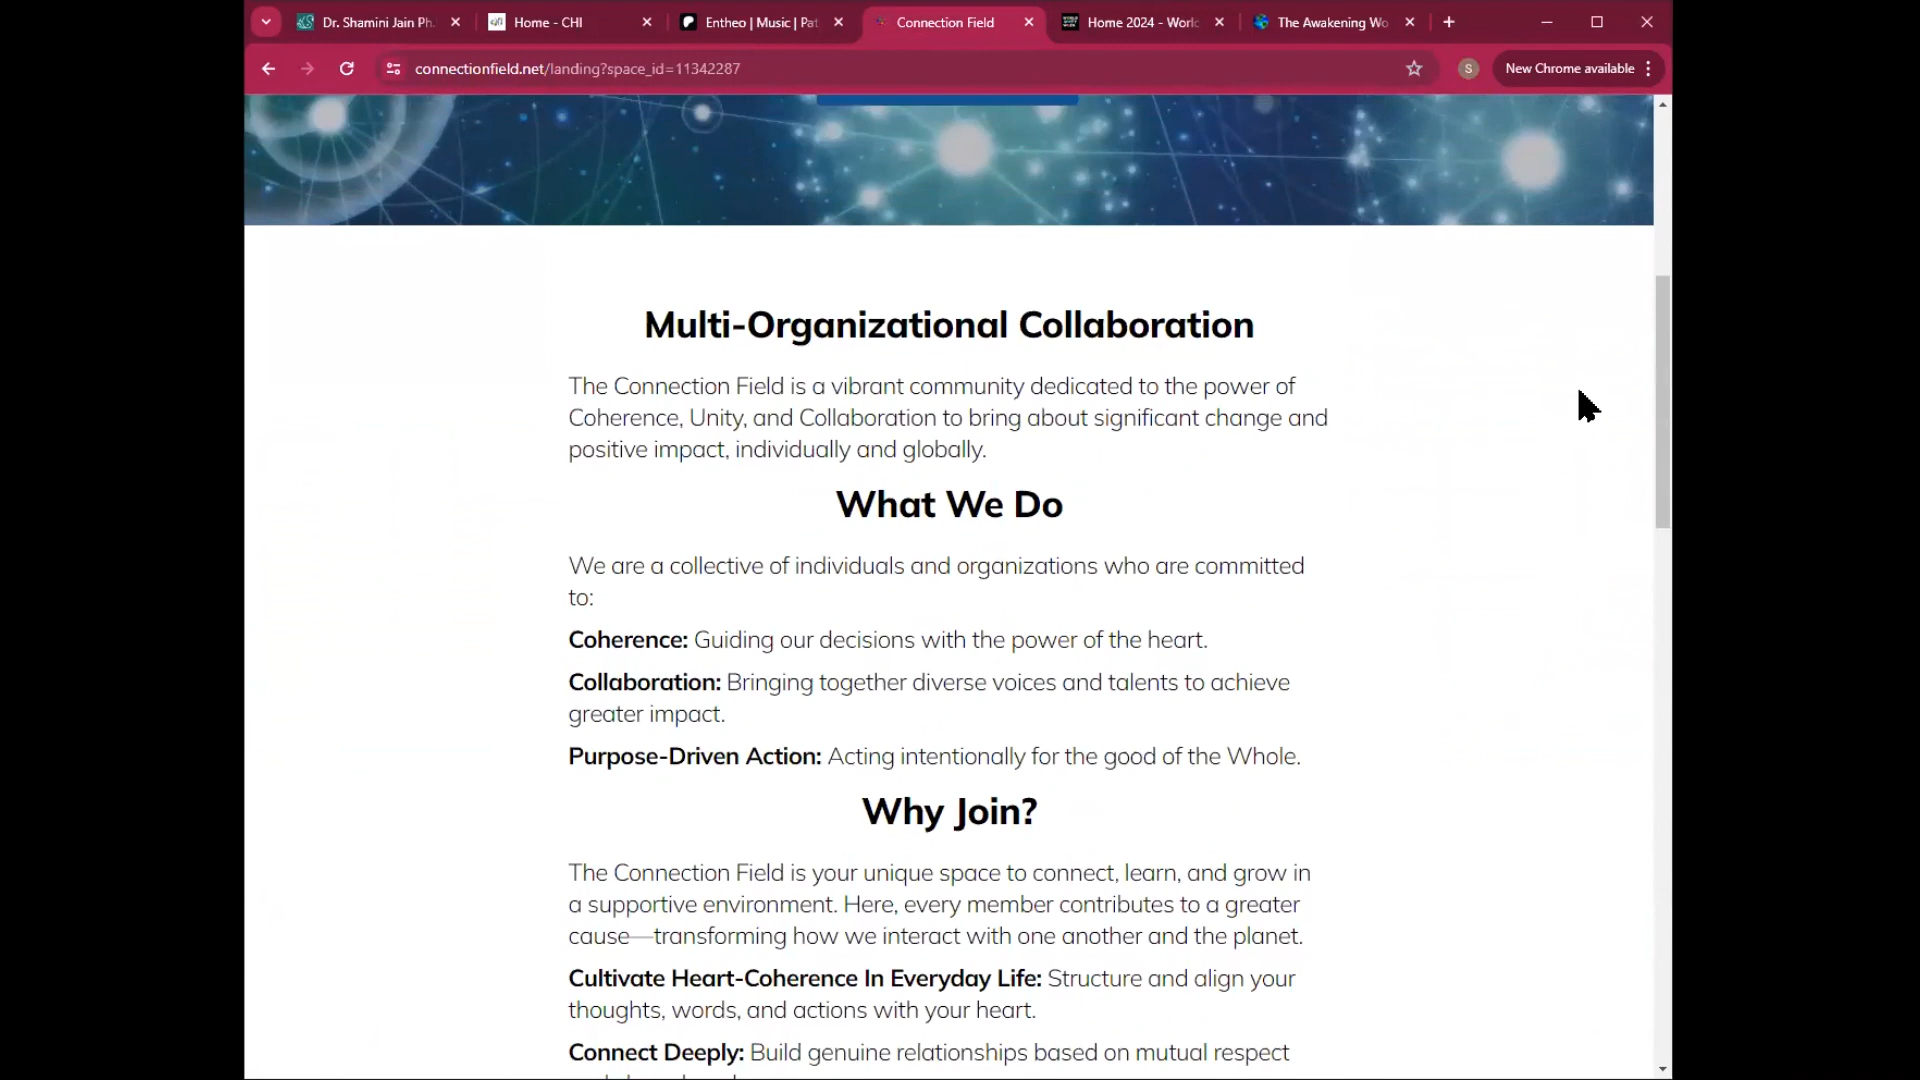 Dr. Shamini Jain Ph.
Home - CHI
Entheo | Music | Pat
Connection Field
Home 2024 - World
The Awakening Wo
connectionfield.net/landing?space_id=11342287
S
New Chrome available
Multi-Organizational Collaboration
The Connection Field is a vibrant community dedicated to the power of
Coherence, Unity, and Collaboration to bring about significant change and
positive impact, individually and globally.
What We Do
We are a collective of individuals and organizations who are committed
to:
Coherence: Guiding our decisions with the power of the heart.
Collaboration: Bringing together diverse voices and talents to achieve
greater impact.
Purpose-Driven Action: Acting intentionally for the good of the Whole.
Why Join?
The Connection Field is your unique space to connect, learn, and grow in
a supportive environment. Here, every member contributes to a greater
cause—transforming how we interact with one another and the planet.
Cultivate Heart-Coherence In Everyday Life: Structure and align your
thoughts, words, and actions with your heart.
Connect Deeply: Build genuine relationships based on mutual respect